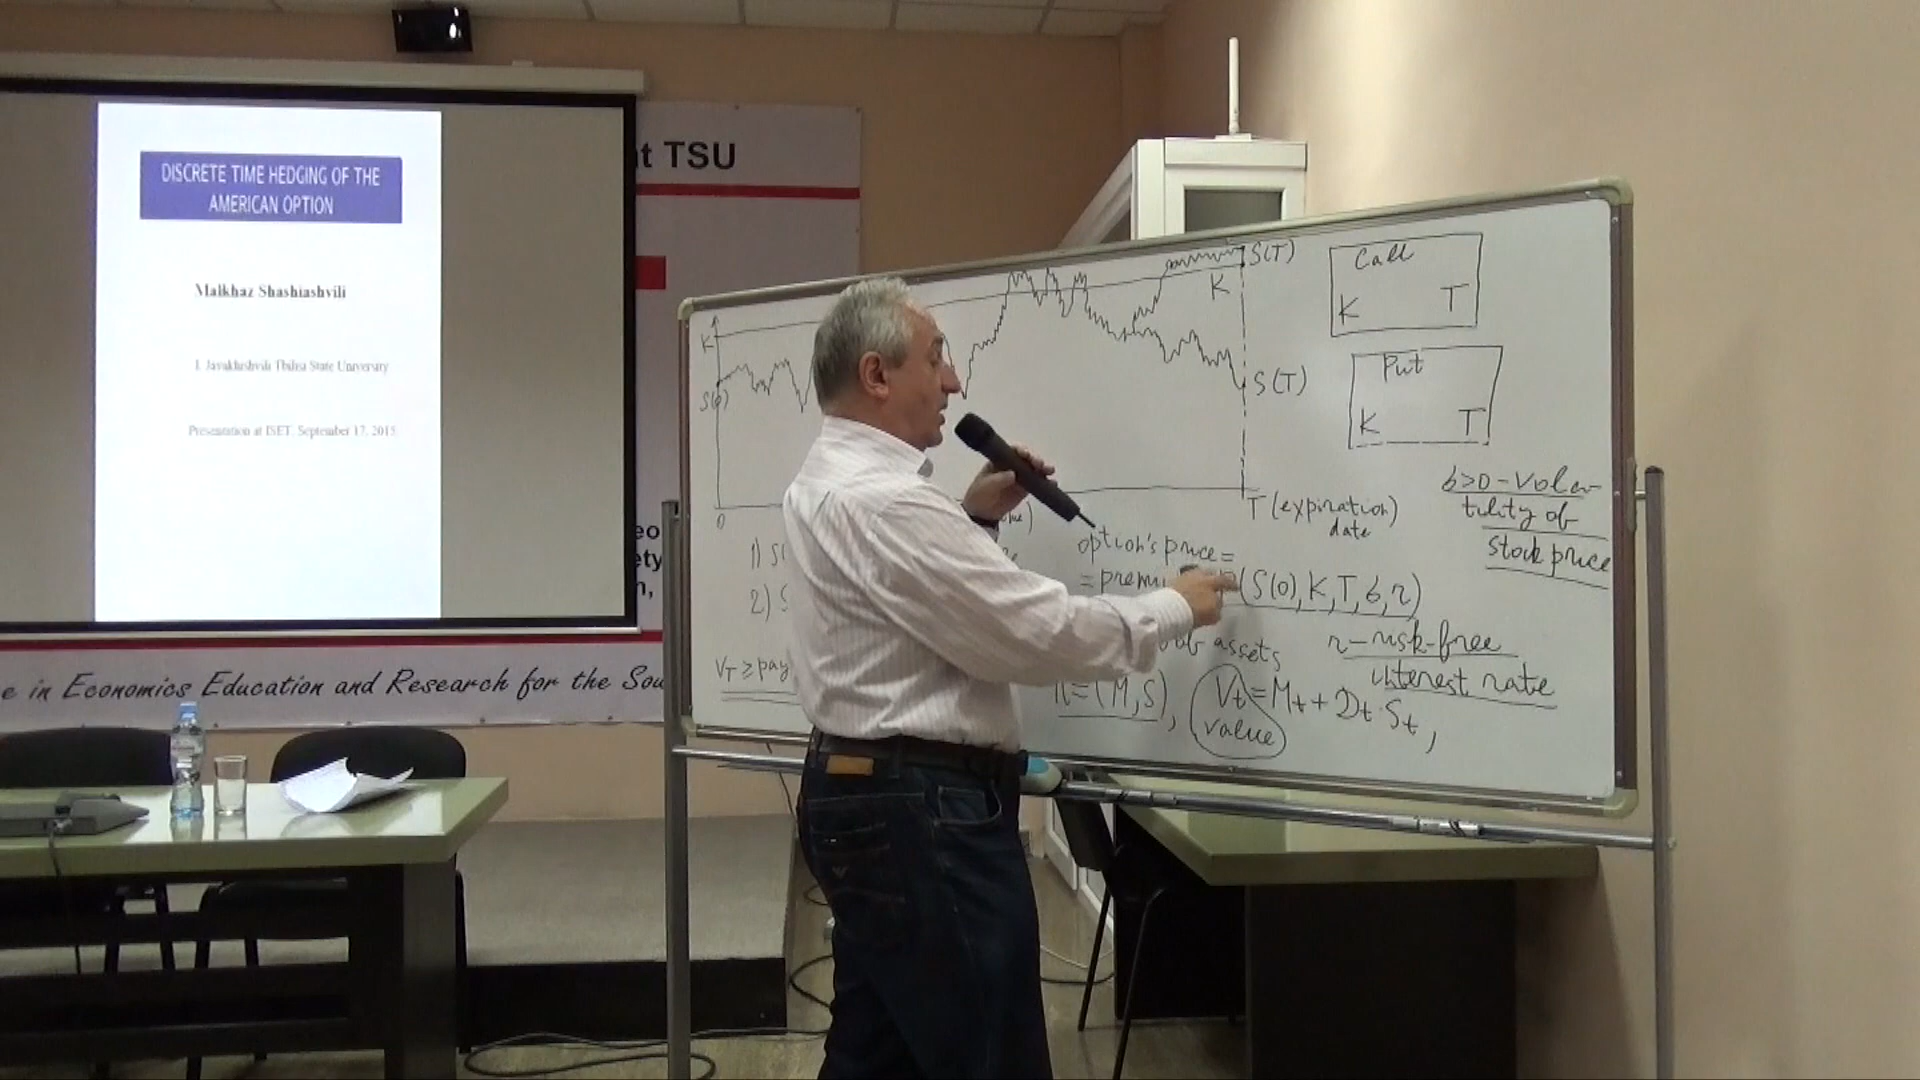 DISCRETE TIME HEDGING OF THE
AMERICAN OPTION
Malkhaz Shashiashvili
I. Javakhishvili Tbilisi State University
Presentation at ISET. September 17, 2015
at TSU
e in Economics Education and Research for the Sou
K
S(0)
0
S(T)
K
S(T)
T (expiration)
date
Call
K T
Put
K T
σ>0 - Vola-
tility of
stock price
1)
2)
option's price =
(S(0), K, T, σ, r)
of assets
r - risk-free
interest rate
V_T ≥ pay
π = (M, S), V_t = M_t + D_t · S_t,
value